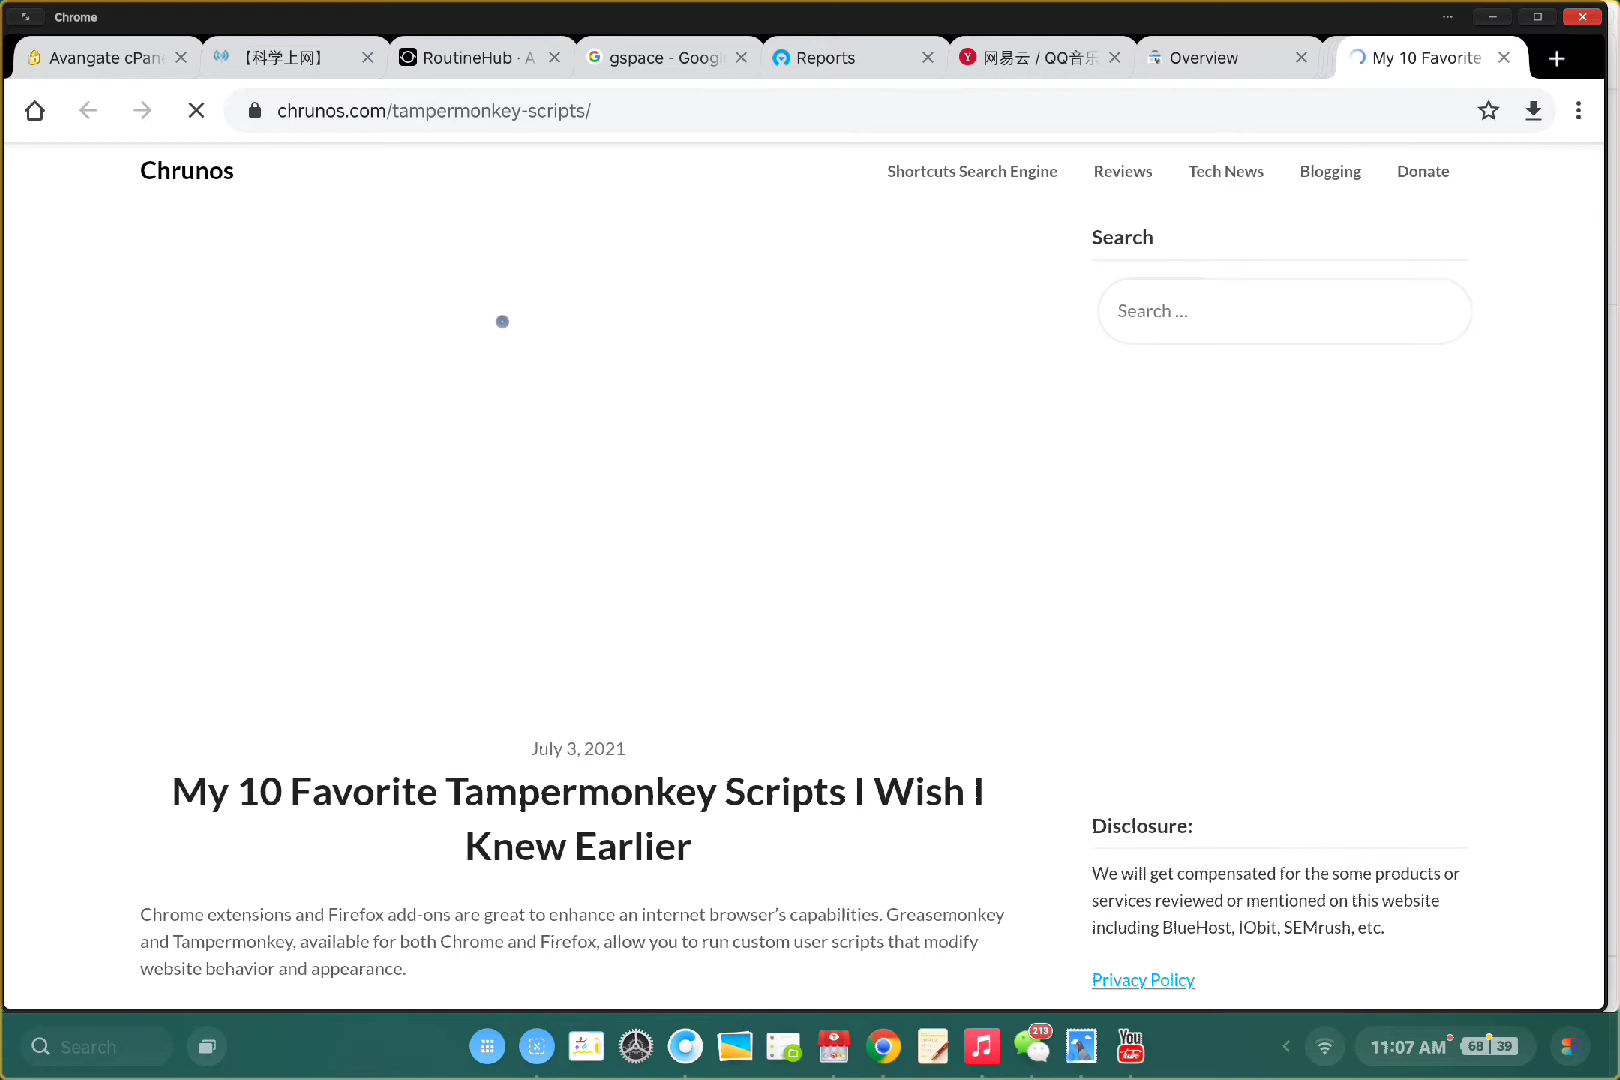 Chrome
Avangate cPan
【科学上网】
RoutineHub · A
gspace - Googl
Reports
网易云 / QQ音乐
Overview
My 10 Favorite
chrunos.com/tampermonkey-scripts/
Chrunos
Shortcuts Search Engine
Reviews
Tech News
Blogging
Donate
Search
Search ...
July 3, 2021
My 10 Favorite Tampermonkey Scripts I Wish I
Knew Earlier
Chrome extensions and Firefox add-ons are great to enhance an internet browser’s capabilities. Greasemonkey
and Tampermonkey, available for both Chrome and Firefox, allow you to run custom user scripts that modify
website behavior and appearance.
Disclosure:
We will get compensated for the some products or
services reviewed or mentioned on this website
including BlueHost, IObit, SEMrush, etc.
Privacy Policy
Search
213
You
Tube
11:07 AM
68 39